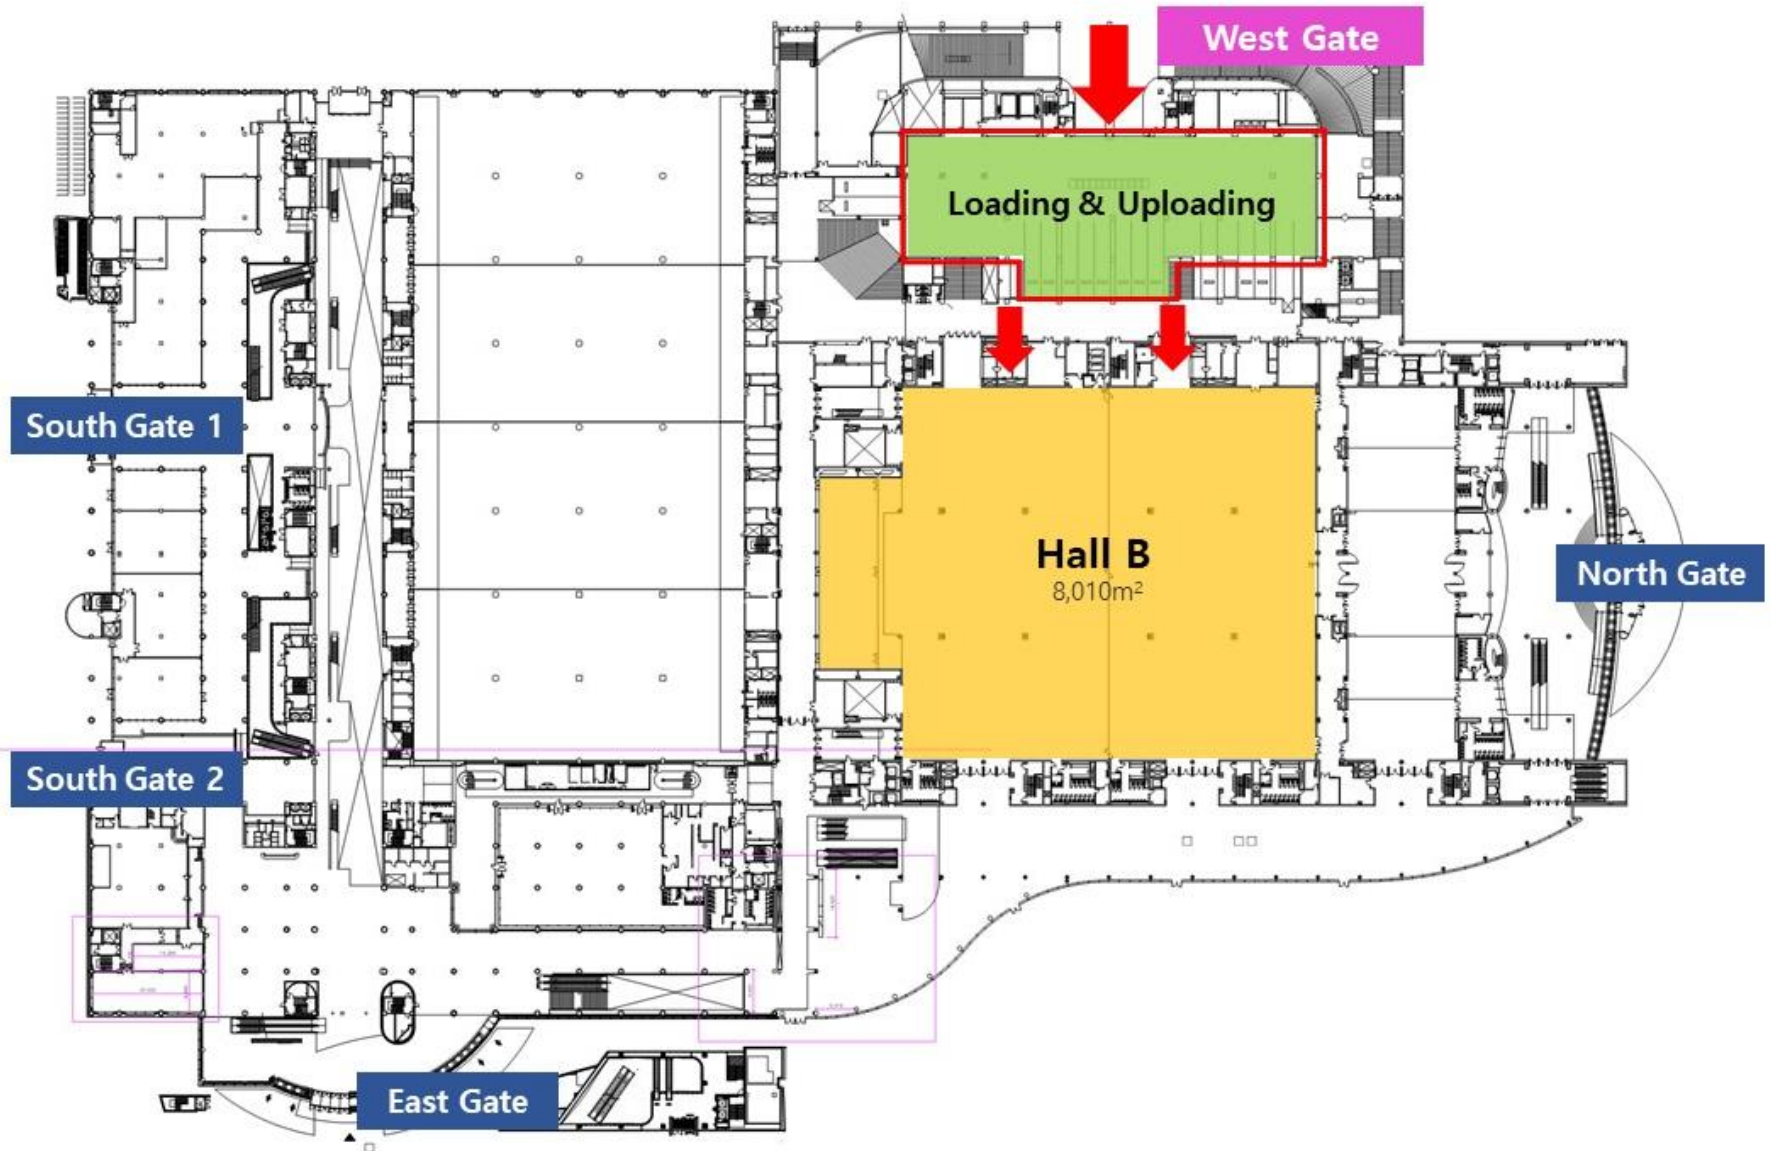 West Gate
Loading & Uploading
South Gate 1
Hall B
8,010m²
North Gate
South Gate 2
East Gate